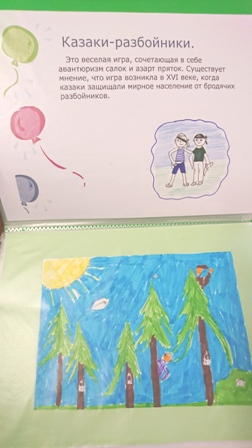 Казаки-разбойники.
Это веселая игра, сочетающая в себе
авантюризм салок и азарт пряток. Существует
мнение, что игра возникла в XVI веке, когда
казаки защищали мирное население от бродячих
разбойников.